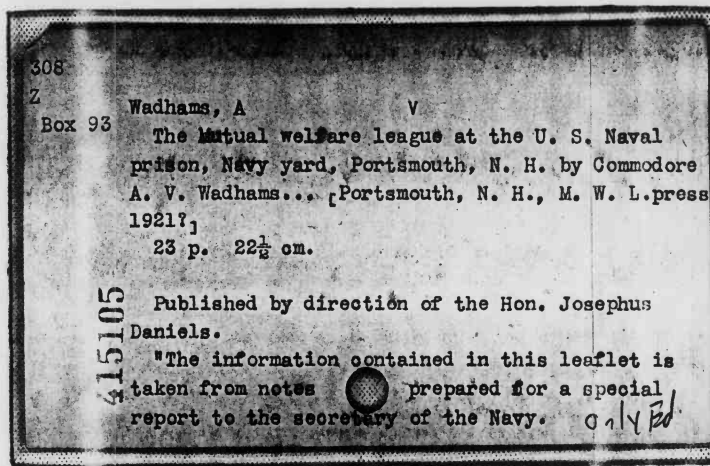 308
Z
Box 93
Wadhams, A V
The Mutual welfare league at the U. S. Naval
prison, Navy yard, Portsmouth, N. H. by Commodore
A. V. Wadhams... [Portsmouth, N. H., M. W. L.press
1921?]
23 p. 22½ cm.
415105
Published by direction of the Hon. Josephus
Daniels.
"The information contained in this leaflet is
taken from notes prepared for a special
report to the secretary of the Navy. only Ed.